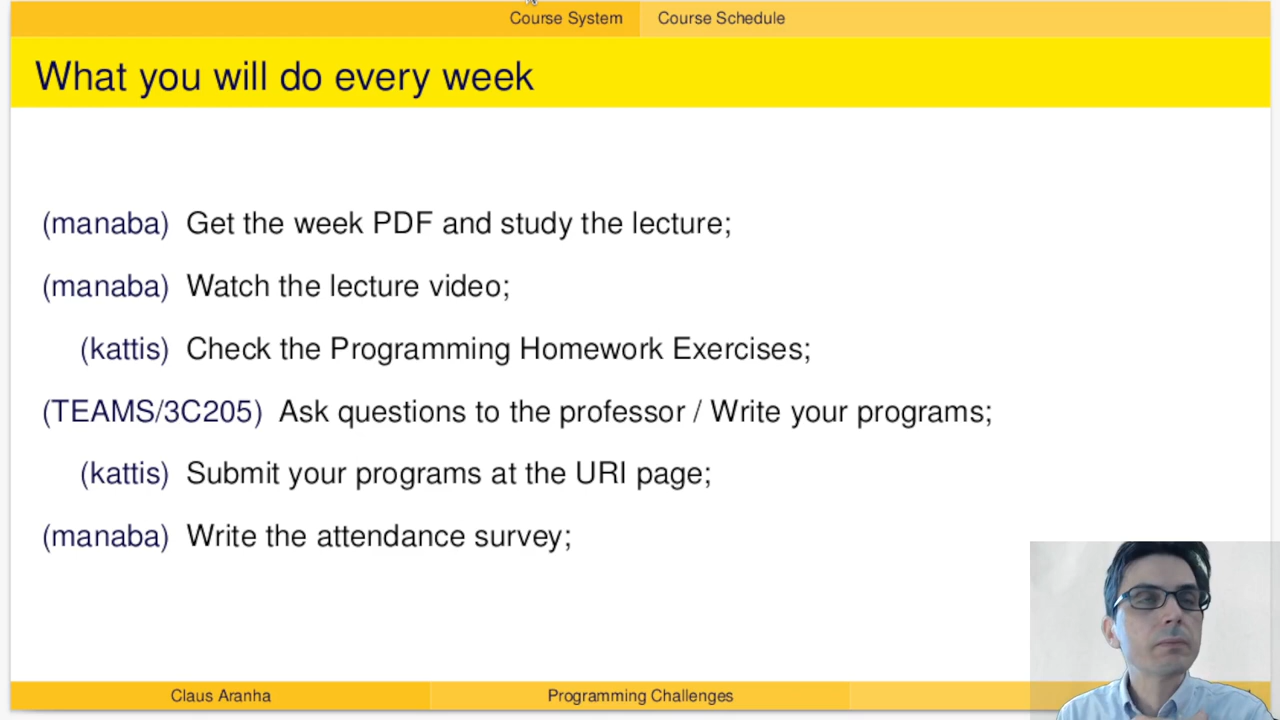 Course System Course Schedule
What you will do every week
(manaba) Get the week PDF and study the lecture;
(manaba) Watch the lecture video;
(kattis) Check the Programming Homework Exercises;
(TEAMS/3C205) Ask questions to the professor / Write your programs;
(kattis) Submit your programs at the URI page;
(manaba) Write the attendance survey;
Claus Aranha Programming Challenges